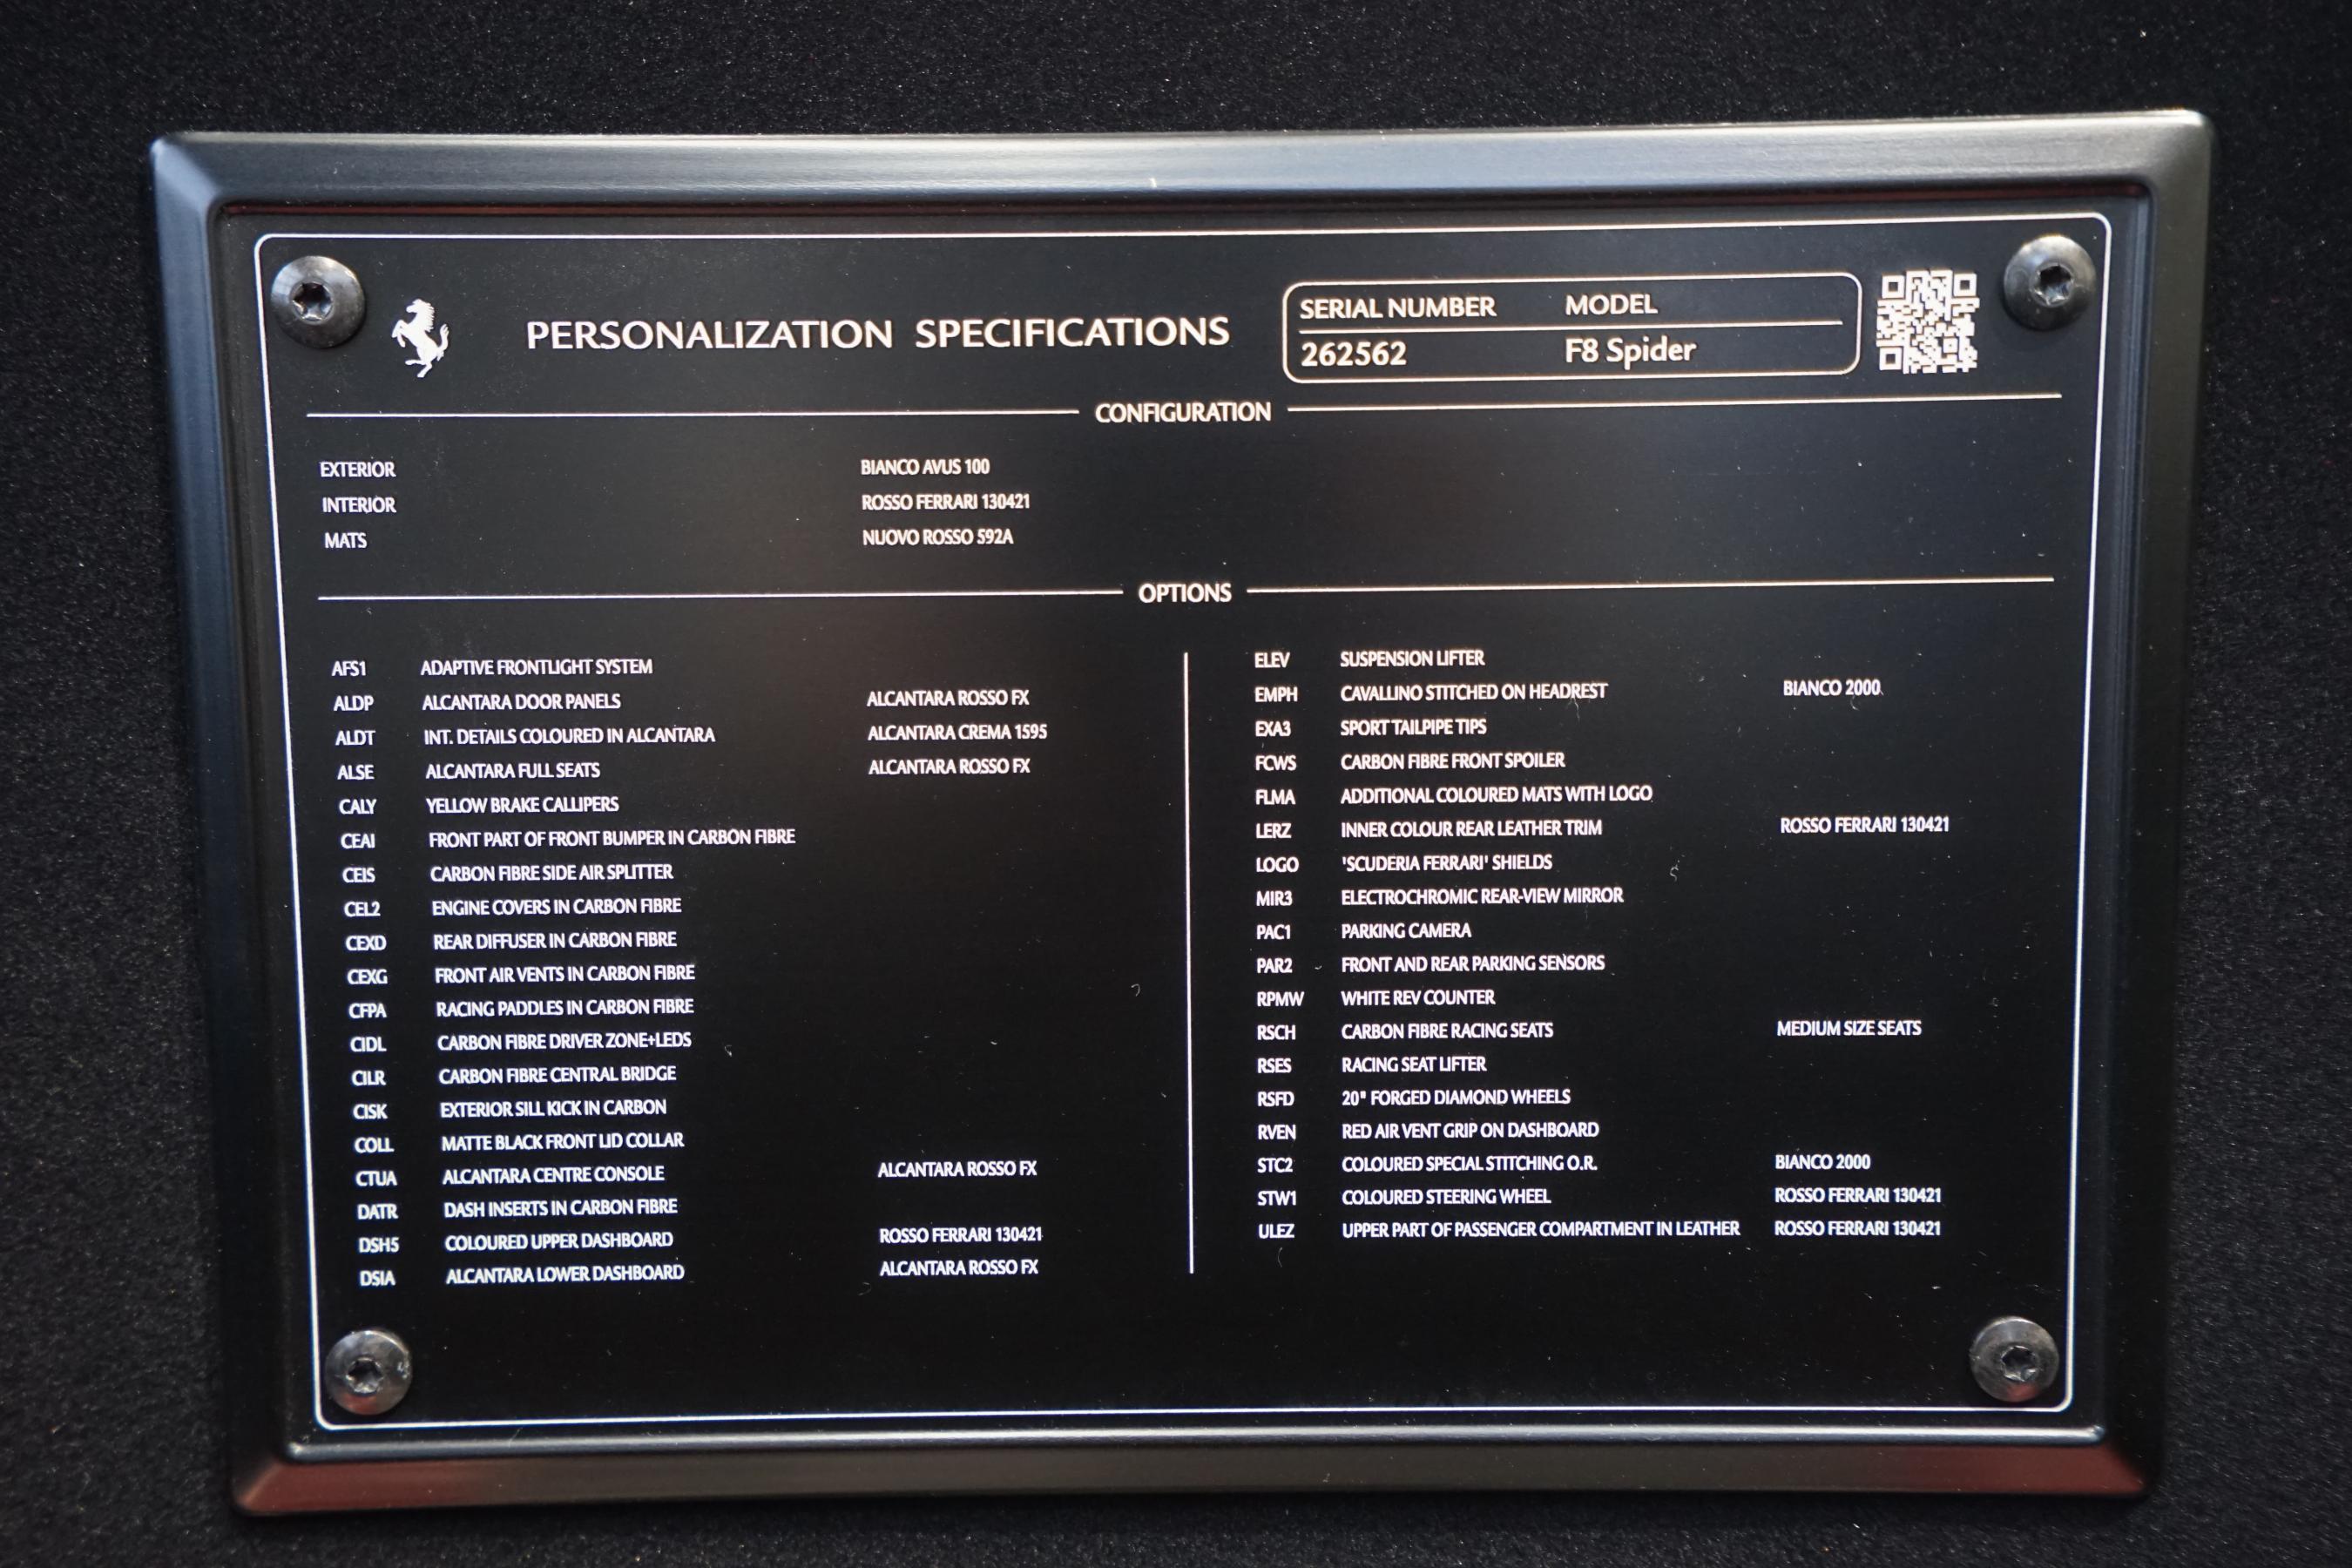 PERSONALIZATION SPECIFICATIONS
SERIAL NUMBER MODEL
262562 F8 Spider
CONFIGURATION
EXTERIOR BIANCO AVUS 100
INTERIOR ROSSO FERRARI 130421
MATS NUOVO ROSSO 592A
OPTIONS
AFS1 ADAPTIVE FRONTLIGHT SYSTEM
ALDP ALCANTARA DOOR PANELS ALCANTARA ROSSO FX
ALDT INT. DETAILS COLOURED IN ALCANTARA ALCANTARA CREMA 1595
ALSE ALCANTARA FULL SEATS ALCANTARA ROSSO FX
CALY YELLOW BRAKE CALLIPERS
CEAI FRONT PART OF FRONT BUMPER IN CARBON FIBRE
CEIS CARBON FIBRE SIDE AIR SPLITTER
CEL2 ENGINE COVERS IN CARBON FIBRE
CEXD REAR DIFFUSER IN CARBON FIBRE
CEXG FRONT AIR VENTS IN CARBON FIBRE
CFPA RACING PADDLES IN CARBON FIBRE
CIDL CARBON FIBRE DRIVER ZONE+LEDS
CILR CARBON FIBRE CENTRAL BRIDGE
CISK EXTERIOR SILL KICK IN CARBON
COLL MATTE BLACK FRONT LID COLLAR
CTUA ALCANTARA CENTRE CONSOLE ALCANTARA ROSSO FX
DATR DASH INSERTS IN CARBON FIBRE
DSH5 COLOURED UPPER DASHBOARD ROSSO FERRARI 130421
DSIA ALCANTARA LOWER DASHBOARD ALCANTARA ROSSO FX
ELEV SUSPENSION LIFTER
EMPH CAVALLINO STITCHED ON HEADREST BIANCO 2000
EXA3 SPORT TAILPIPE TIPS
FCWS CARBON FIBRE FRONT SPOILER
FLMA ADDITIONAL COLOURED MATS WITH LOGO
LERZ INNER COLOUR REAR LEATHER TRIM ROSSO FERRARI 130421
LOGO 'SCUDERIA FERRARI' SHIELDS
MIR3 ELECTROCHROMIC REAR-VIEW MIRROR
PAC1 PARKING CAMERA
PAR2 FRONT AND REAR PARKING SENSORS
RPMW WHITE REV COUNTER
RSCH CARBON FIBRE RACING SEATS MEDIUM SIZE SEATS
RSES RACING SEAT LIFTER
RSFD 20" FORGED DIAMOND WHEELS
RVEN RED AIR VENT GRIP ON DASHBOARD
STC2 COLOURED SPECIAL STITCHING O.R. BIANCO 2000
STW1 COLOURED STEERING WHEEL ROSSO FERRARI 130421
ULEZ UPPER PART OF PASSENGER COMPARTMENT IN LEATHER ROSSO FERRARI 130421